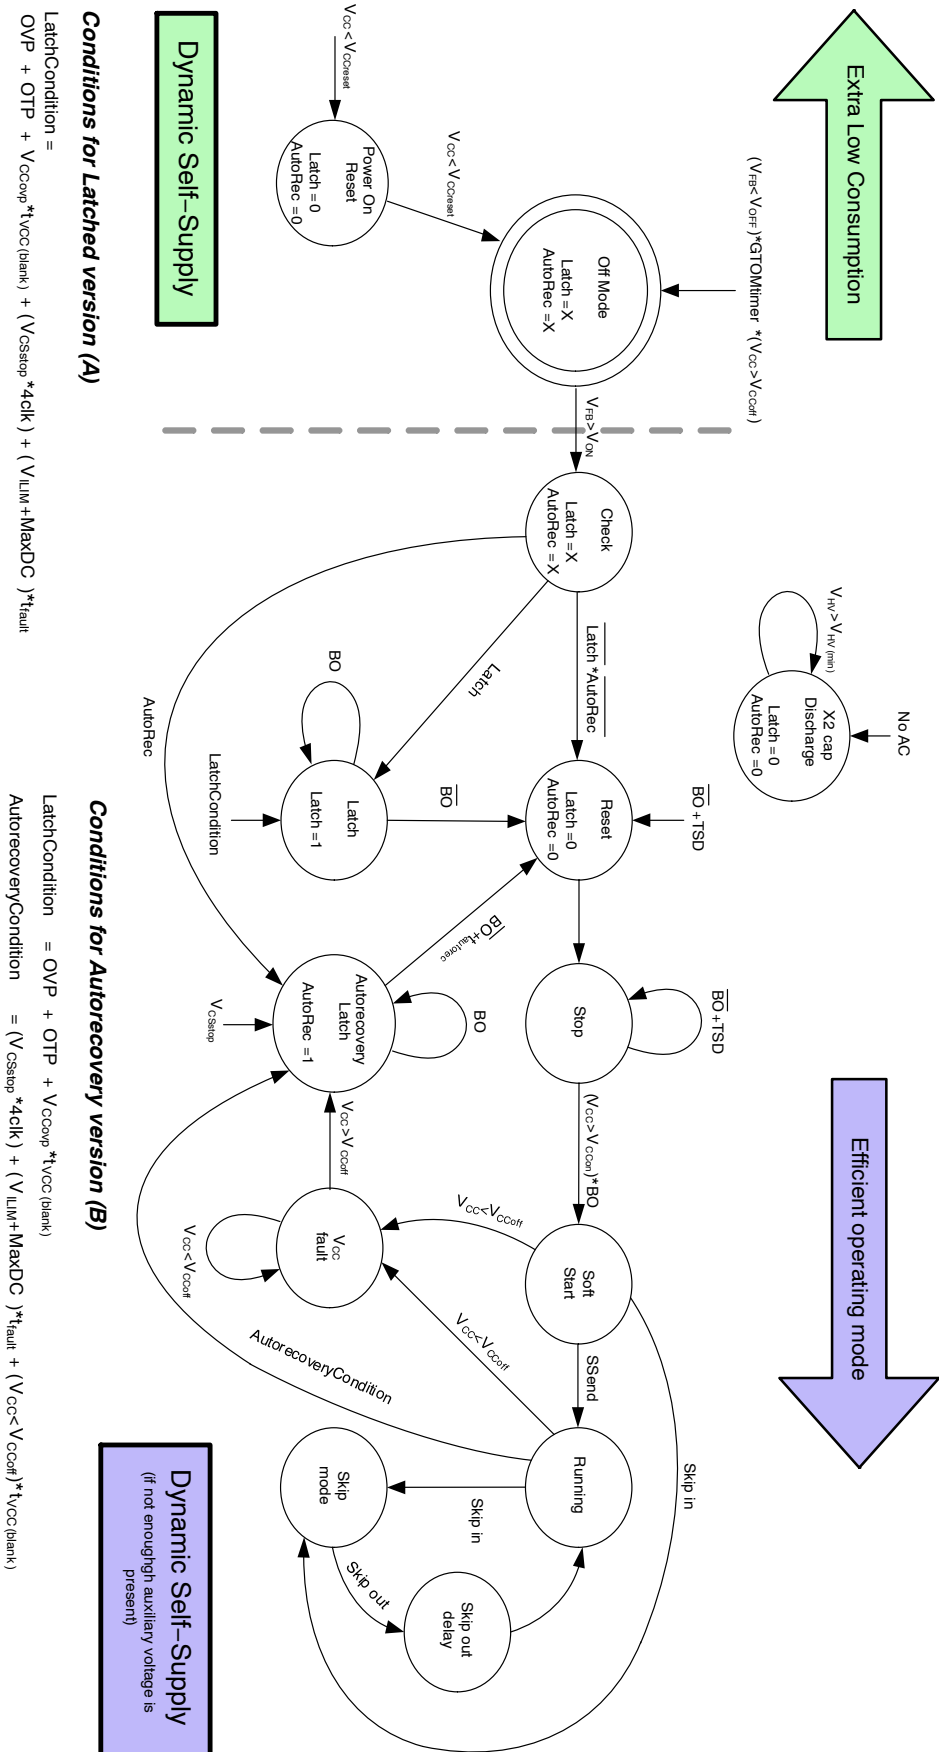 Extra Low Consumption
Efficient operating mode
No AC
X2 cap
Discharge
Latch =0
AutoRec =0
VHV>VHV(min)
(VFB<VOFF)*GTOMtimer *(VCC>VCCoff)
Off Mode
Latch =X
AutoRec =X
VFB>VON
Check
Latch =X
AutoRec =X
Latch *AutoRec
BO + TSD
Reset
Latch =0
AutoRec =0
BO+TSD
Stop
(VCC>VCCon)*BO
Soft
Start
SSend
Running
Skip in
VCC<VCCreset
Power On
Reset
Latch =0
AutoRec =0
VCC<VCCreset
Latch
BO
Latch
Latch =1
BO
LatchCondition
AutoRec
BO+tautorec
BO
Autorecovery
Latch
AutoRec =1
VCSstop
VCC>VCCoff
VCC
fault
VCC<VCCoff
VCC<VCCoff
VCC<VCCoff
AutorecoveryCondition
Skip in
Skip
mode
Skip out
Skip out
delay
Dynamic Self–Supply
Dynamic Self–Supply
(if not enoughgh auxiliary voltage is
present)
Conditions for Latched version (A)
LatchCondition =
OVP + OTP + VCCovp*tVCC(blank) + (VCSstop*4clk) + (VILIM+MaxDC )*tfault
Conditions for Autorecovery version (B)
LatchCondition = OVP + OTP + VCCovp*tVCC(blank)
AutorecoveryCondition = (VCSstop*4clk) + (VILIM+MaxDC )*tfault + (VCC<VCCoff)*tVCC(blank)